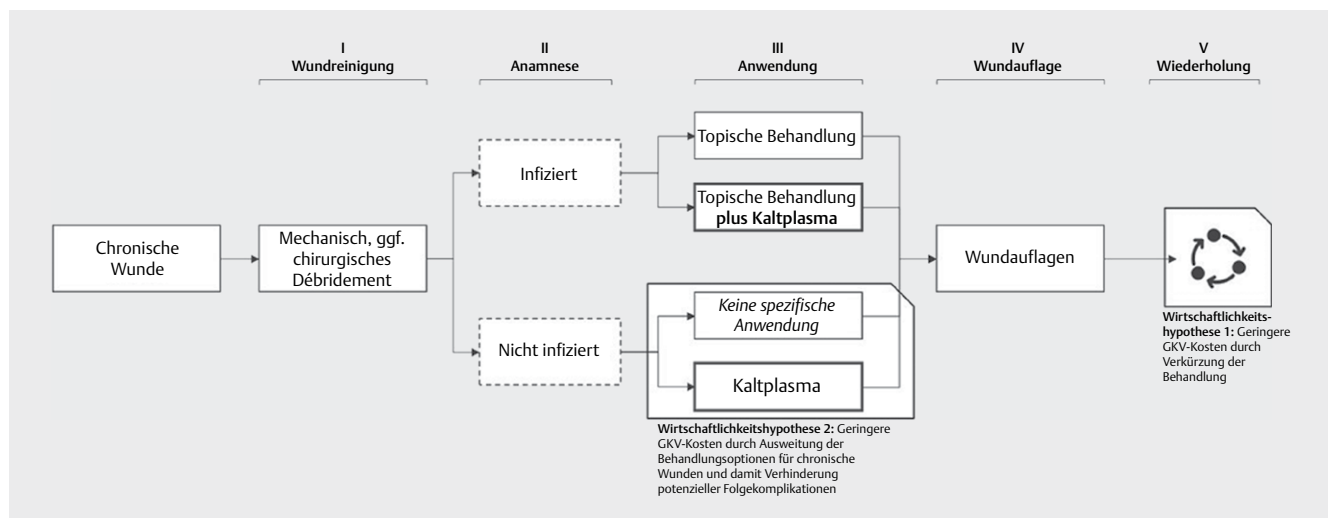 I
Wundreinigung
II
Anamnese
III
Anwendung
IV
Wundauflage
V
Wiederholung
Chronische
Wunde
Mechanisch, ggf.
chirurgisches
Débridement
Infiziert
Nicht infiziert
Topische Behandlung
Topische Behandlung
plus Kaltplasma
Keine spezifische
Anwendung
Kaltplasma
Wirtschaftlichkeitshypothese 2: Geringere
GKV-Kosten durch Ausweitung der
Behandlungsoptionen für chronische
Wunden und damit Verhinderung
potenzieller Folgekomplikationen
Wundauflagen
Wirtschaftlichkeits-
hypothese 1: Geringere
GKV-Kosten durch
Verkürzung der
Behandlung